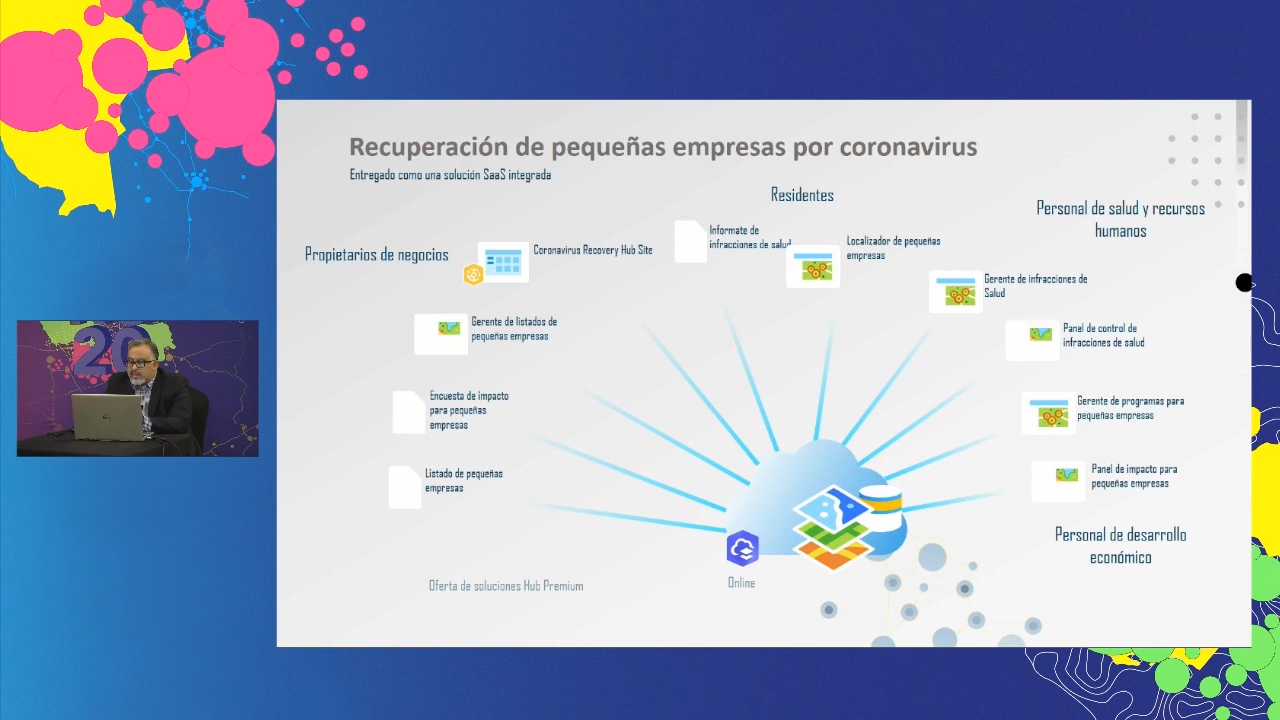 Recuperación de pequeñas empresas por coronavirus
Entregado como una solución SaaS integrada
Residentes
Personal de salud y recursos
humanos
Propietarios de negocios
Coronavirus Recovery Hub Site
Informate de
infracciones de salud
Localizador de pequeñas
empresas
Gerente de infracciones de
Salud
Gerente de listados de
pequeñas empresas
Panel de control de
infracciones de salud
Encuesta de impacto
para pequeñas
empresas
Gerente de programas para
pequeñas empresas
Listado de pequeñas
empresas
Panel de impacto para
pequeñas empresas
Personal de desarrollo
económico
Oferta de soluciones Hub Premium
Online
20